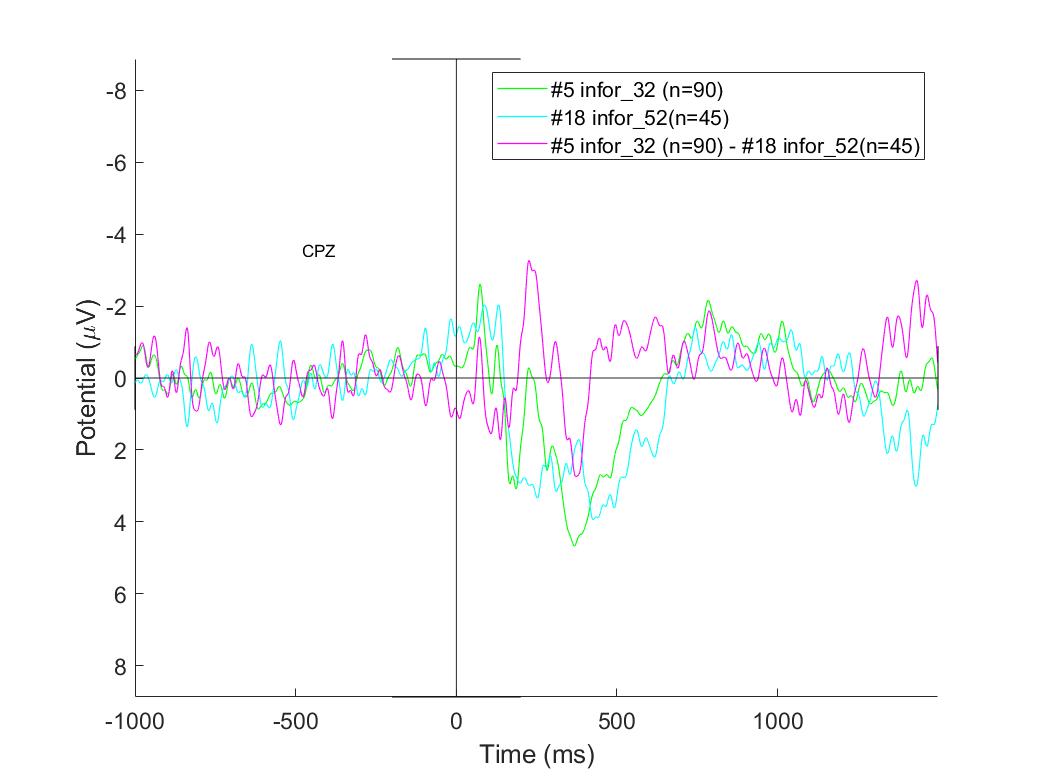 #5 infor_32 (n=90)
#18 infor_52(n=45)
#5 infor_32 (n=90) - #18 infor_52(n=45)
CPZ
Potential (μV)
-8
-6
-4
-2
0
2
4
6
8
-1000 -500 0 500 1000
Time (ms)